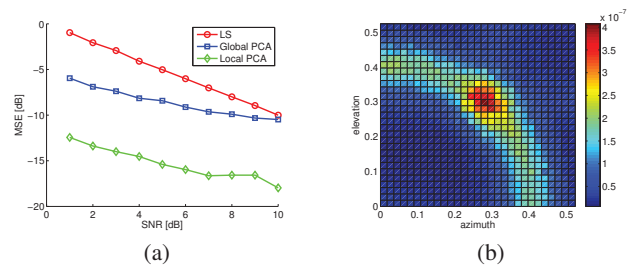 0
−5
−10
−15
−20
MSE [dB]
0 2 4 6 8 10
SNR [dB]
LS
Global PCA
Local PCA
(a)
0.5
0.4
0.3
0.2
0.1
0
elevation
0 0.1 0.2 0.3 0.4 0.5
azimuth
x 10⁻⁷
4
3.5
3
2.5
2
1.5
1
0.5
(b)